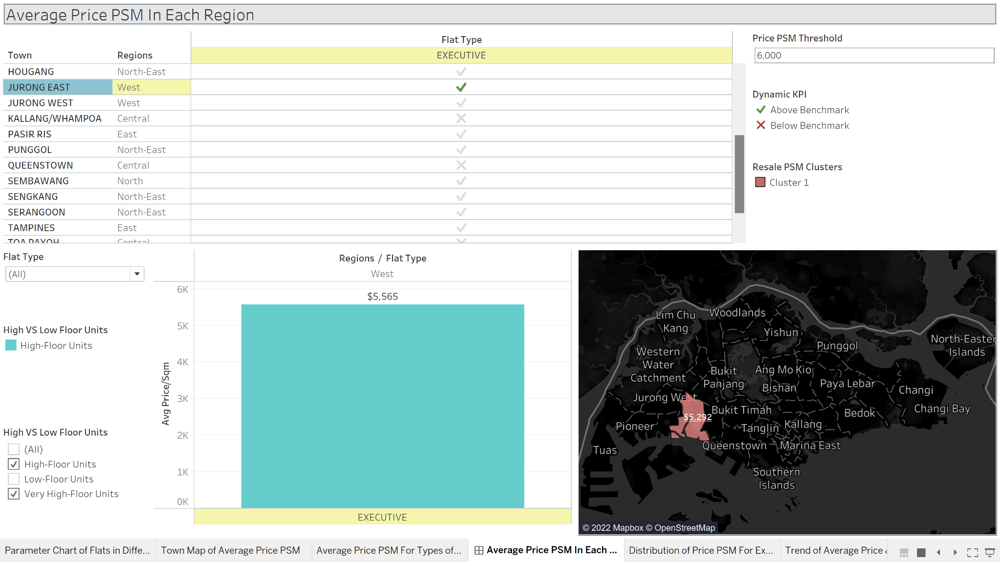 Average Price PSM In Each Region
Flat Type
Town Regions EXECUTIVE
HOUGANG North-East
JURONG EAST West
JURONG WEST West
KALLANG/WHAMPOA Central
PASIR RIS East
PUNGGOL North-East
QUEENSTOWN Central
SEMBAWANG North
SENGKANG North-East
SERANGOON North-East
TAMPINES East
TOA PAYOH Central
Price PSM Threshold
6,000
Dynamic KPI
Above Benchmark
Below Benchmark
Resale PSM Clusters
Cluster 1
Flat Type
(All)
High VS Low Floor Units
High-Floor Units
High VS Low Floor Units
(All)
High-Floor Units
Low-Floor Units
Very High-Floor Units
Regions / Flat Type
West
Avg Price/Sqm
6K
5K
4K
3K
2K
1K
0K
$5,565
EXECUTIVE
Lim Chu
Kang
Woodlands
Yishun
Punggol
North-Easter
Islands
Western
Water
Catchment
Bukit
Panjang
Ang Mo Kio
Bishan
Paya Lebar
Changi
Jurong West
Bukit Timah
Bedok
Changi Bay
$5,292
Pioneer
Tanglin
Kallang
Tuas
Queenstown
Marina East
Southern
Islands
© 2022 Mapbox © OpenStreetMap
Parameter Chart of Flats in Diffe...
Town Map of Average Price PSM
Average Price PSM For Types of...
Average Price PSM In Each ...
Distribution of Price PSM For Ex...
Trend of Average Price